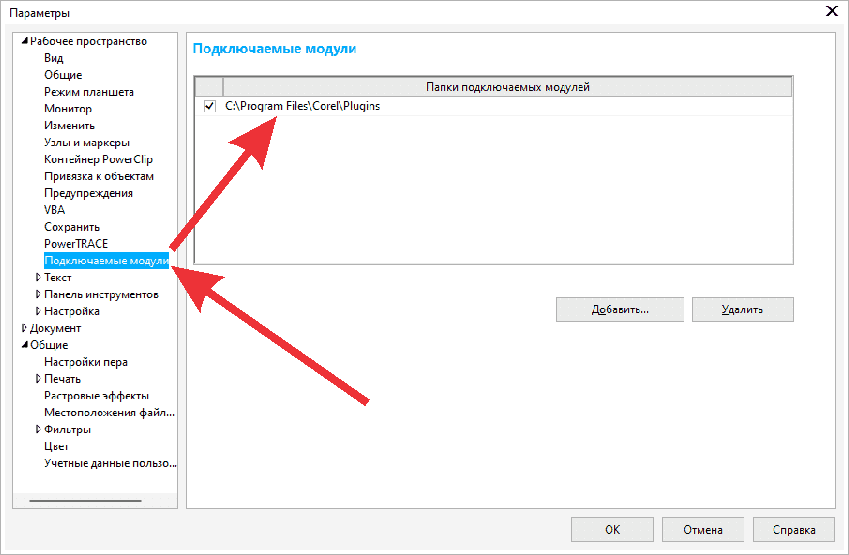 Параметры
Рабочее пространство
Вид
Общие
Режим планшета
Монитор
Изменить
Узлы и маркеры
Контейнер PowerClip
Привязка к объектам
Предупреждения
VBA
Сохранить
PowerTRACE
Подключаемые модули
Текст
Панель инструментов
Настройка
Документ
Общие
Настройки пера
Печать
Растровые эффекты
Местоположения файл...
Фильтры
Цвет
Учетные данные пользо...
Подключаемые модули
Папки подключаемых модулей
C:\Program Files\Corel\Plugins
Добавить...
Удалить
OK
Отмена
Справка